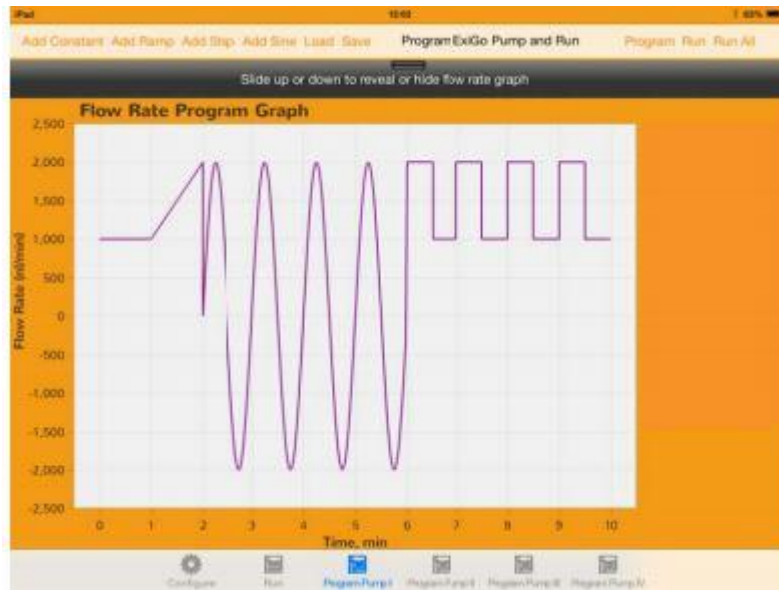 iPad
Add Constant Add Ramp Add Step Add Sine Load Save Program ExiGo Pump and Run Program Run Run All
Slide up or down to reveal or hide flow rate graph
Flow Rate Program Graph
2,500
2,000
1,500
1,000
500
0
-500
-1,000
-1,500
-2,000
-2,500
Flow Rate (nl/min)
0 1 2 3 4 5 6 7 8 9 10
Time, min
Configure Run Program Pump I Program Pump II Program Pump III Program Pump IV